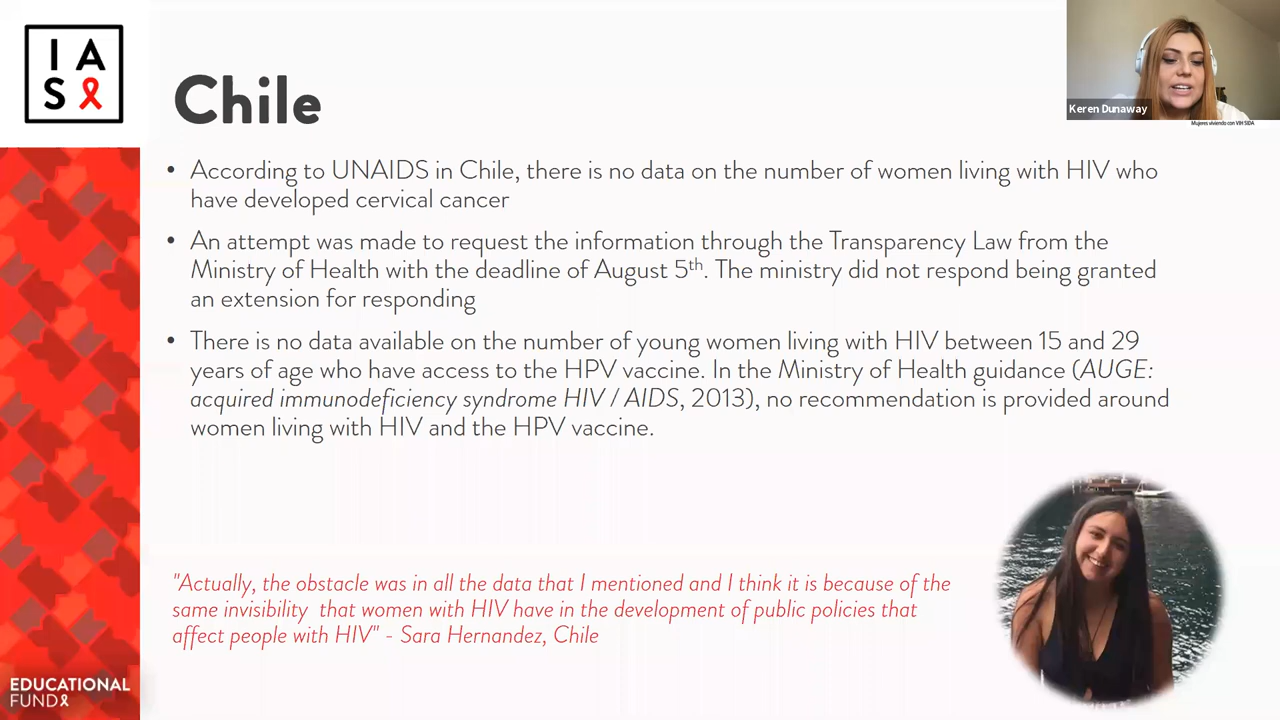 I A
S
Chile
Keren Dunaway
Mujeres viviendo con VIH SIDA
• According to UNAIDS in Chile, there is no data on the number of women living with HIV who
have developed cervical cancer
• An attempt was made to request the information through the Transparency Law from the
Ministry of Health with the deadline of August 5th. The ministry did not respond being granted
an extension for responding
• There is no data available on the number of young women living with HIV between 15 and 29
years of age who have access to the HPV vaccine. In the Ministry of Health guidance (AUGE:
acquired immunodeficiency syndrome HIV / AIDS, 2013), no recommendation is provided around
women living with HIV and the HPV vaccine.
"Actually, the obstacle was in all the data that I mentioned and I think it is because of the
same invisibility that women with HIV have in the development of public policies that
affect people with HIV" - Sara Hernandez, Chile
EDUCATIONAL
FUND